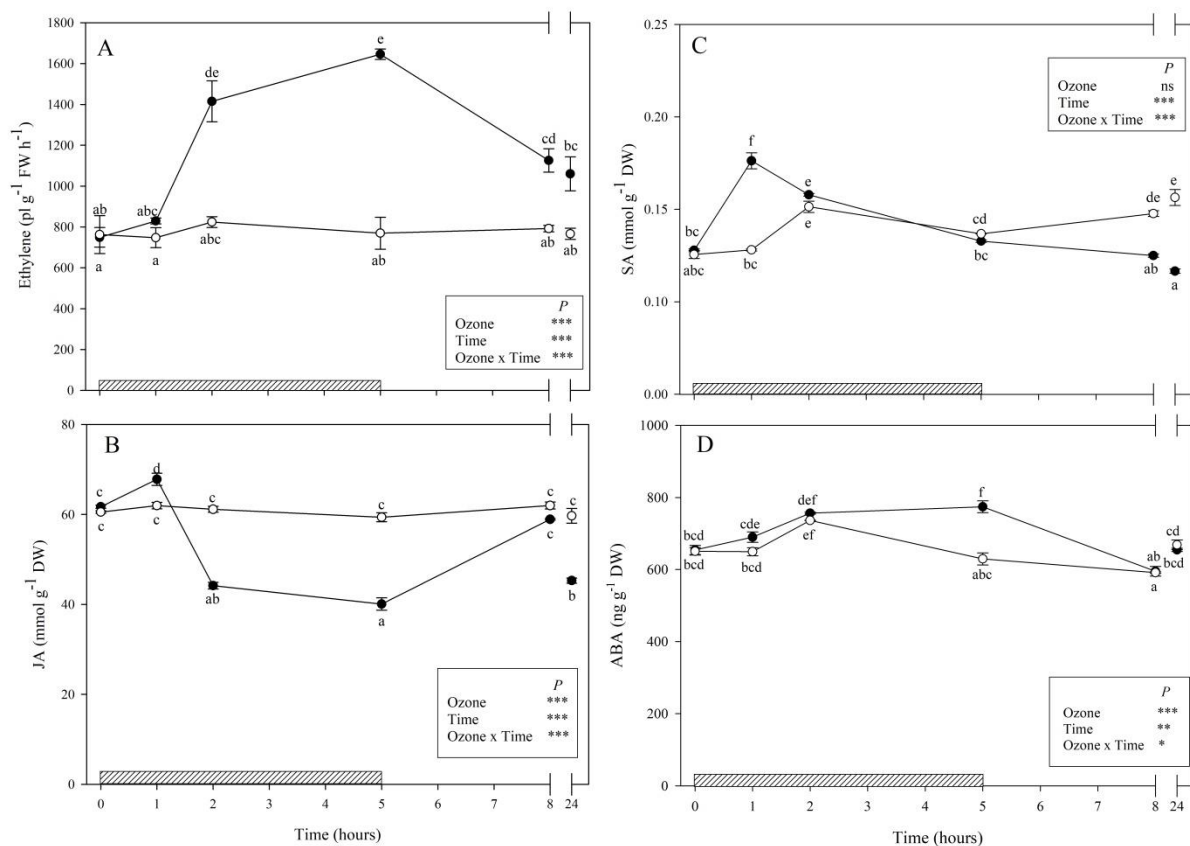 A
Ethylene (pl g⁻¹ FW h⁻¹)
1800
1600
1400
1200
1000
800
600
400
200
0
ab
a
abc
a
de
abc
e
ab
cd
ab
bc
ab
P
Ozone ***
Time ***
Ozone x Time ***
B
JA (mmol g⁻¹ DW)
80
60
40
20
0
c
c
d
c
c
ab
c
a
c
c
c
b
P
Ozone ***
Time ***
Ozone x Time ***
0 1 2 3 4 5 6 7 8 24
Time (hours)
C
SA (mmol g⁻¹ DW)
0.25
0.20
0.15
0.10
0.00
bc
abc
f
bc
e
e
cd
bc
de
ab
e
a
P
Ozone ns
Time ***
Ozone x Time ***
D
ABA (ng g⁻¹ DW)
1000
800
600
400
200
0
bcd
bcd
cde
bcd
def
ef
f
abc
ab
a
cd
bcd
P
Ozone ***
Time **
Ozone x Time *
0 1 2 3 4 5 6 7 8 24
Time (hours)